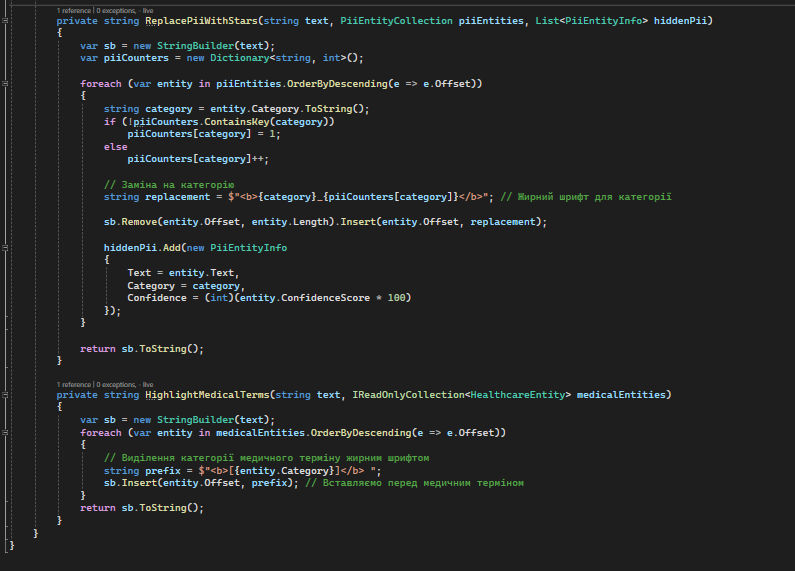 1 reference | 0 exceptions, - live
private string ReplacePiiWithStars(string text, PiiEntityCollection piiEntities, List<PiiEntityInfo> hiddenPii)
{
var sb = new StringBuilder(text);
var piiCounters = new Dictionary<string, int>();
foreach (var entity in piiEntities.OrderByDescending(e => e.Offset))
{
string category = entity.Category.ToString();
if (!piiCounters.ContainsKey(category))
piiCounters[category] = 1;
else
piiCounters[category]++;
// Заміна на категорію
string replacement = $"<b>{category}_{piiCounters[category]}</b>"; // Жирний шрифт для категорії
sb.Remove(entity.Offset, entity.Length).Insert(entity.Offset, replacement);
hiddenPii.Add(new PiiEntityInfo
{
Text = entity.Text,
Category = category,
Confidence = (int)(entity.ConfidenceScore * 100)
});
}
return sb.ToString();
}
1 reference | 0 exceptions, - live
private string HighlightMedicalTerms(string text, IReadOnlyCollection<HealthcareEntity> medicalEntities)
{
var sb = new StringBuilder(text);
foreach (var entity in medicalEntities.OrderByDescending(e => e.Offset))
{
// Виділення категорії медичного терміну жирним шрифтом
string prefix = $"<b>[{entity.Category}]</b> ";
sb.Insert(entity.Offset, prefix); // Вставляємо перед медичним терміном
}
return sb.ToString();
}
}
}